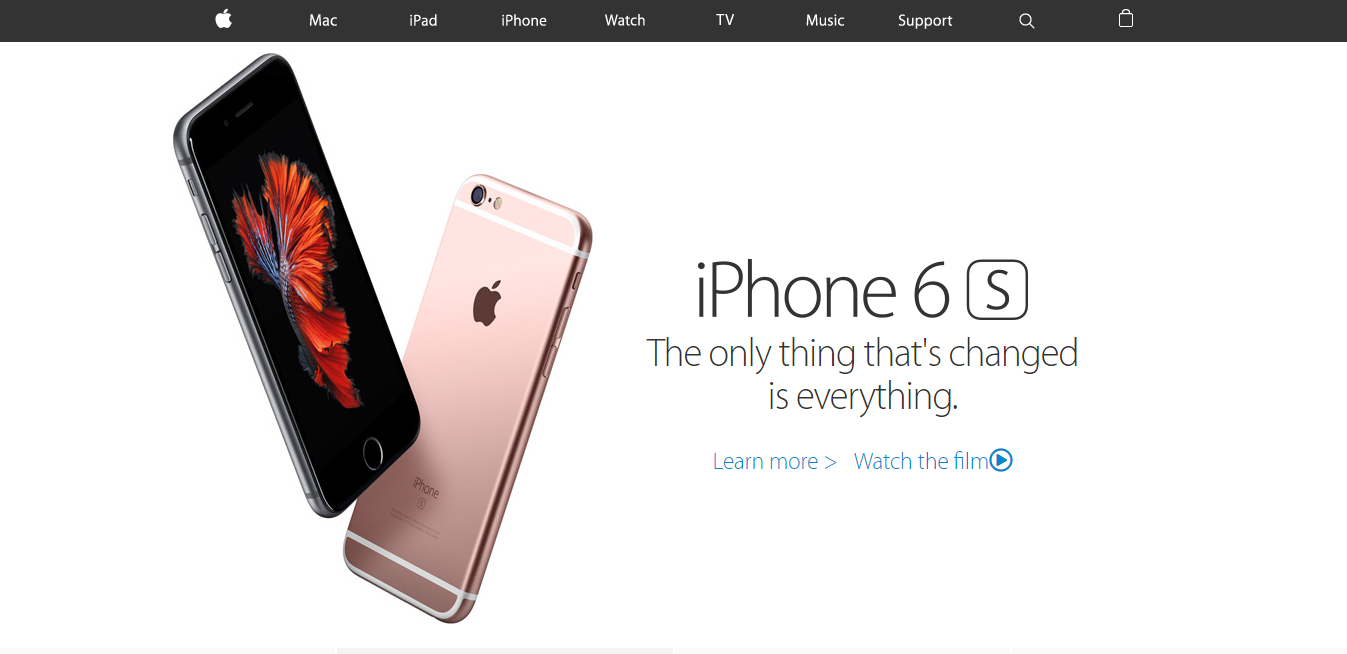 Mac iPad iPhone Watch TV Music Support
iPhone 6 S
The only thing that's changed
is everything.
Learn more > Watch the film
iPhone
S